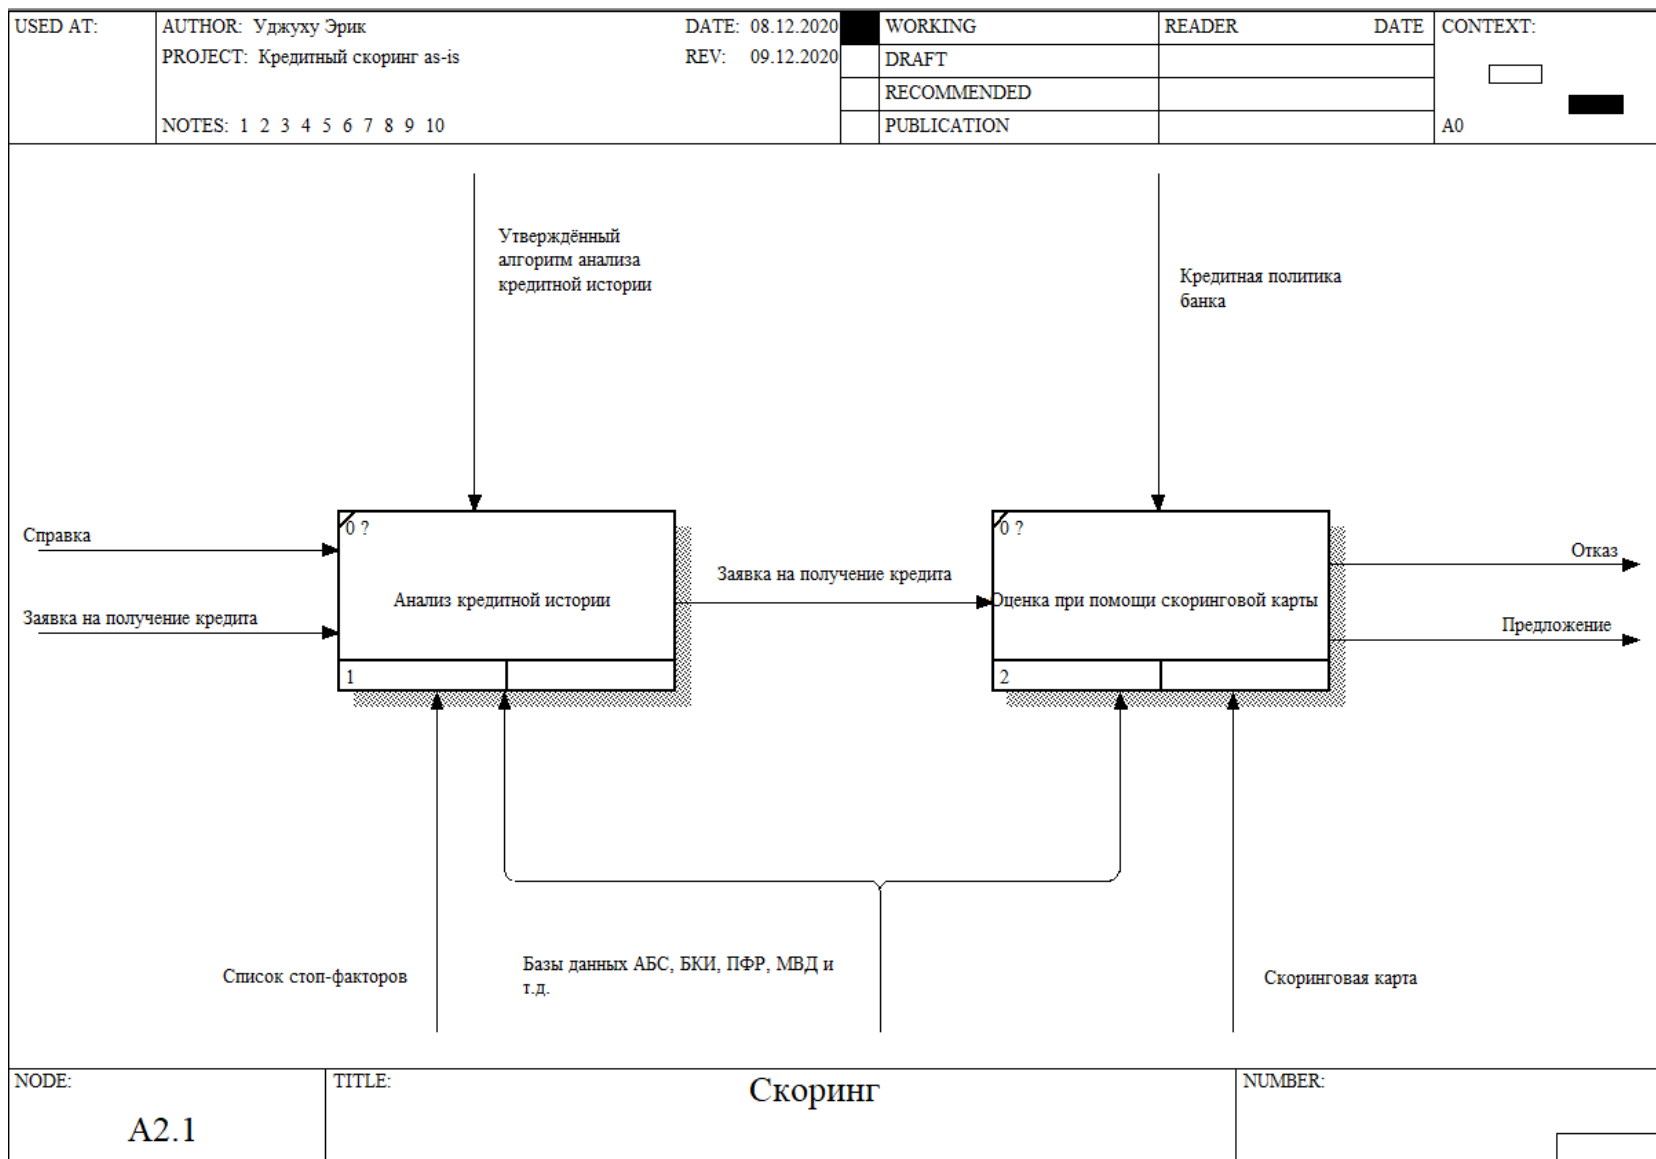 USED AT:
AUTHOR: Уджуху Эрик
DATE: 08.12.2020
WORKING
READER
DATE
CONTEXT:
PROJECT: Кредитный скоринг as-is
REV: 09.12.2020
DRAFT
RECOMMENDED
NOTES: 1 2 3 4 5 6 7 8 9 10
PUBLICATION
A0
Утверждённый
алгоритм анализа
кредитной истории
Кредитная политика
банка
Справка
0 ?
0 ?
Отказ
Заявка на получение кредита
Анализ кредитной истории
Заявка на получение кредита
Оценка при помощи скоринговой карты
Предложение
1
2
Список стоп-факторов
Базы данных АБС, БКИ, ПФР, МВД и
т.д.
Скоринговая карта
NODE:
A2.1
TITLE:
Скоринг
NUMBER: